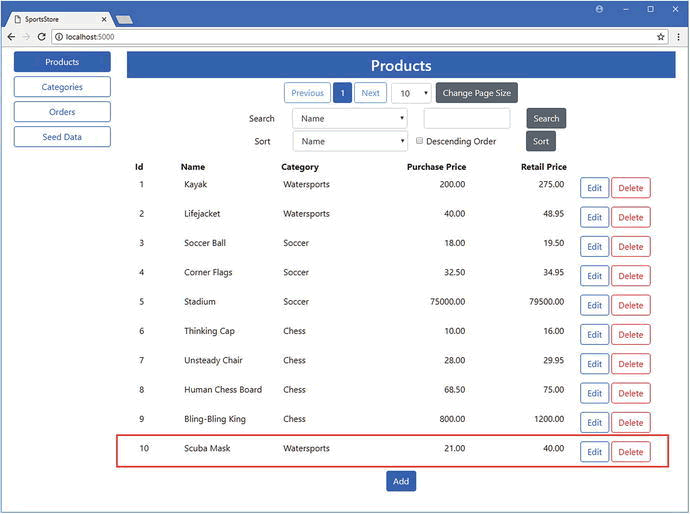 SportsStore
localhost:5000
Products
Categories
Orders
Seed Data
Products
Previous 1 Next 10 Change Page Size
Search Name Search
Sort Name Descending Order Sort
Id Name Category Purchase Price Retail Price
1 Kayak Watersports 200.00 275.00 Edit Delete
2 Lifejacket Watersports 40.00 48.95 Edit Delete
3 Soccer Ball Soccer 18.00 19.50 Edit Delete
4 Corner Flags Soccer 32.50 34.95 Edit Delete
5 Stadium Soccer 75000.00 79500.00 Edit Delete
6 Thinking Cap Chess 10.00 16.00 Edit Delete
7 Unsteady Chair Chess 28.00 29.95 Edit Delete
8 Human Chess Board Chess 68.50 75.00 Edit Delete
9 Bling-Bling King Chess 800.00 1200.00 Edit Delete
10 Scuba Mask Watersports 21.00 40.00 Edit Delete
Add